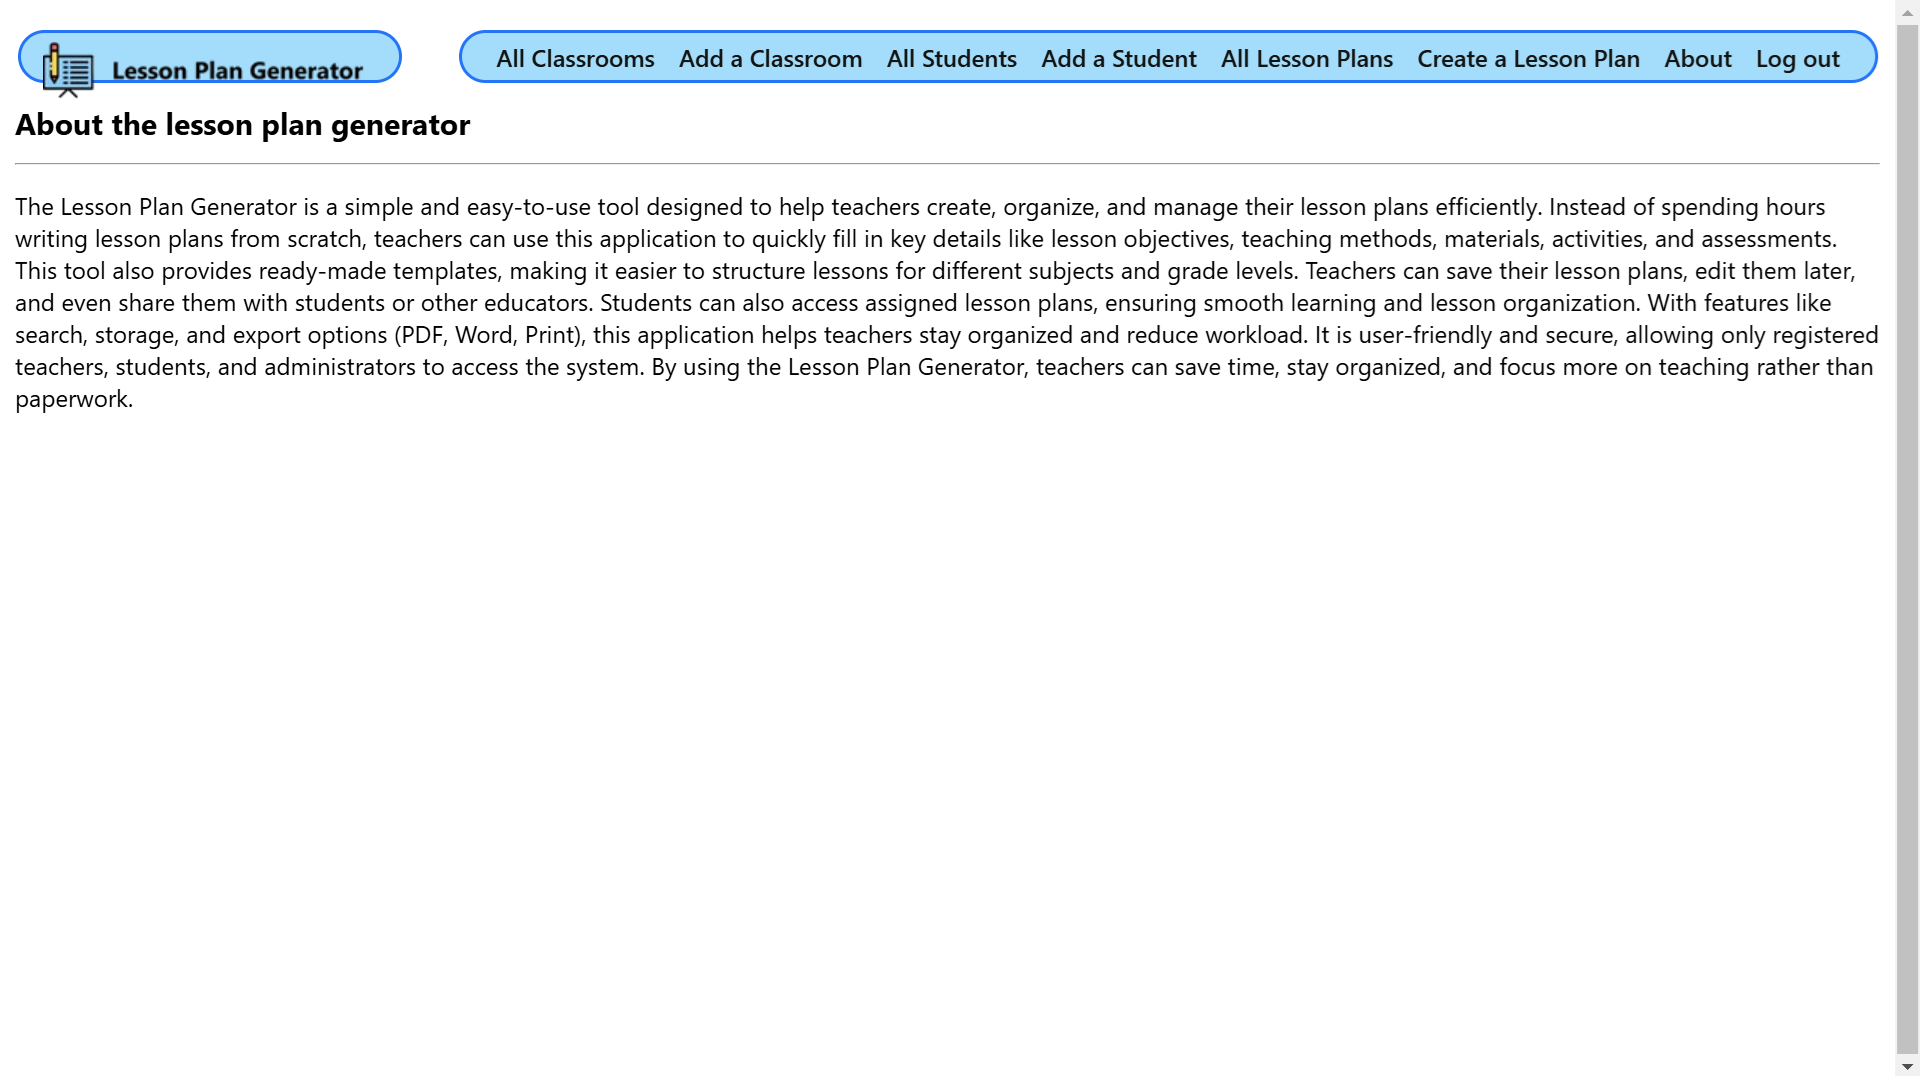 Lesson Plan Generator
All Classrooms Add a Classroom All Students Add a Student All Lesson Plans Create a Lesson Plan About Log out
About the lesson plan generator
The Lesson Plan Generator is a simple and easy-to-use tool designed to help teachers create, organize, and manage their lesson plans efficiently. Instead of spending hours
writing lesson plans from scratch, teachers can use this application to quickly fill in key details like lesson objectives, teaching methods, materials, activities, and assessments.
This tool also provides ready-made templates, making it easier to structure lessons for different subjects and grade levels. Teachers can save their lesson plans, edit them later,
and even share them with students or other educators. Students can also access assigned lesson plans, ensuring smooth learning and lesson organization. With features like
search, storage, and export options (PDF, Word, Print), this application helps teachers stay organized and reduce workload. It is user-friendly and secure, allowing only registered
teachers, students, and administrators to access the system. By using the Lesson Plan Generator, teachers can save time, stay organized, and focus more on teaching rather than
paperwork.